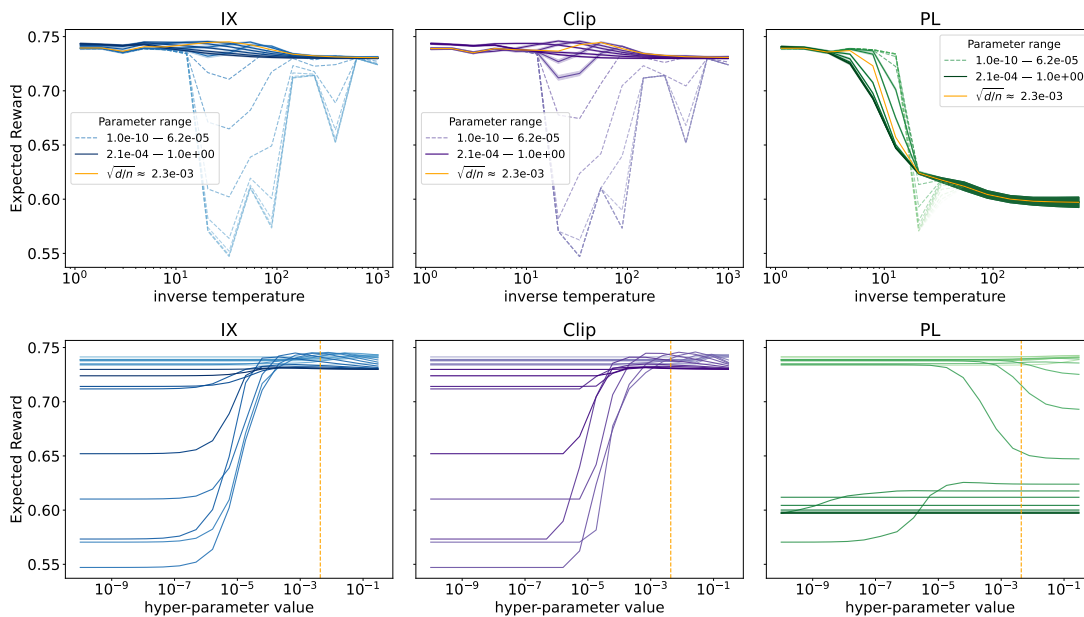 IX
Clip
PL
Expected Reward
0.75
0.70
0.65
0.60
0.55
Parameter range
1.0e-10 — 6.2e-05
2.1e-04 — 1.0e+00
√d/n ≈ 2.3e-03
Parameter range
1.0e-10 — 6.2e-05
2.1e-04 — 1.0e+00
√d/n ≈ 2.3e-03
Parameter range
1.0e-10 — 6.2e-05
2.1e-04 — 1.0e+00
√d/n ≈ 2.3e-03
10⁰ 10¹ 10² 10³
10⁰ 10¹ 10² 10³
10⁰ 10¹ 10²
inverse temperature
inverse temperature
inverse temperature
IX
Clip
PL
Expected Reward
0.75
0.70
0.65
0.60
0.55
10⁻⁹ 10⁻⁷ 10⁻⁵ 10⁻³ 10⁻¹
10⁻⁹ 10⁻⁷ 10⁻⁵ 10⁻³ 10⁻¹
10⁻⁹ 10⁻⁷ 10⁻⁵ 10⁻³ 10⁻¹
hyper-parameter value
hyper-parameter value
hyper-parameter value